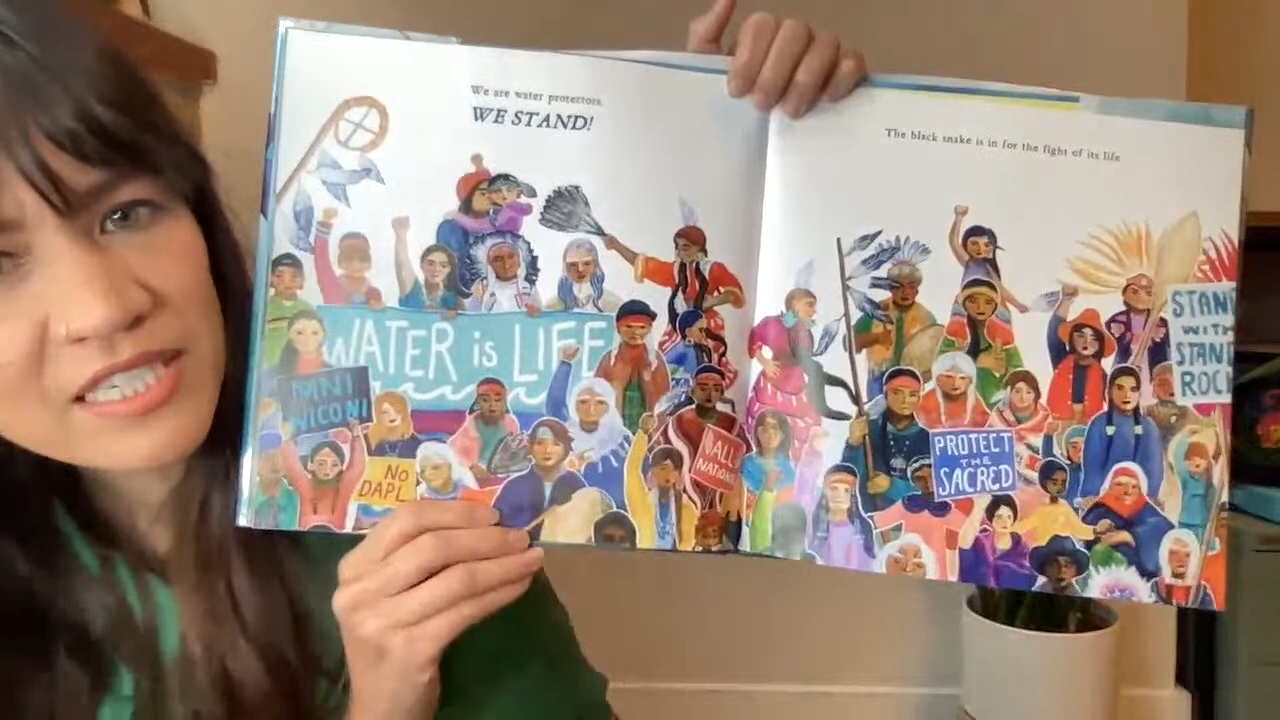 We are water protectors.
WE STAND!
The black snake is in for the fight of its life
WATER is LIFE
MNI
WICONI
NO
DAPL
ALL
NATIONS
PROTECT
THE
SACRED
STAND
WITH
STAND
ROCK